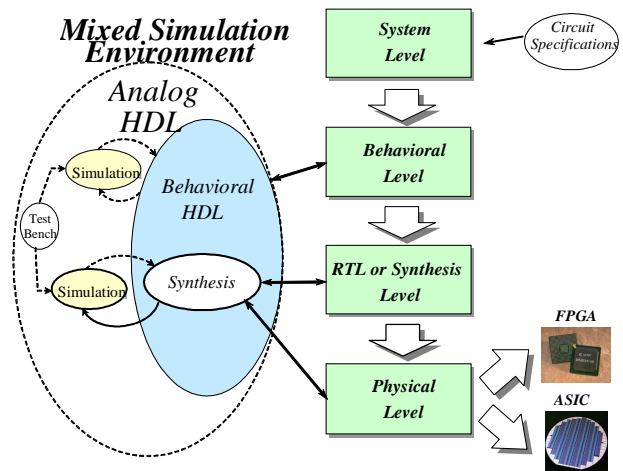 Mixed Simulation
Environment
Analog
HDL
Simulation
Behavioral
HDL
Test
Bench
Simulation
Synthesis
System
Level
Circuit
Specifications
Behavioral
Level
RTL or Synthesis
Level
Physical
Level
FPGA
ASIC